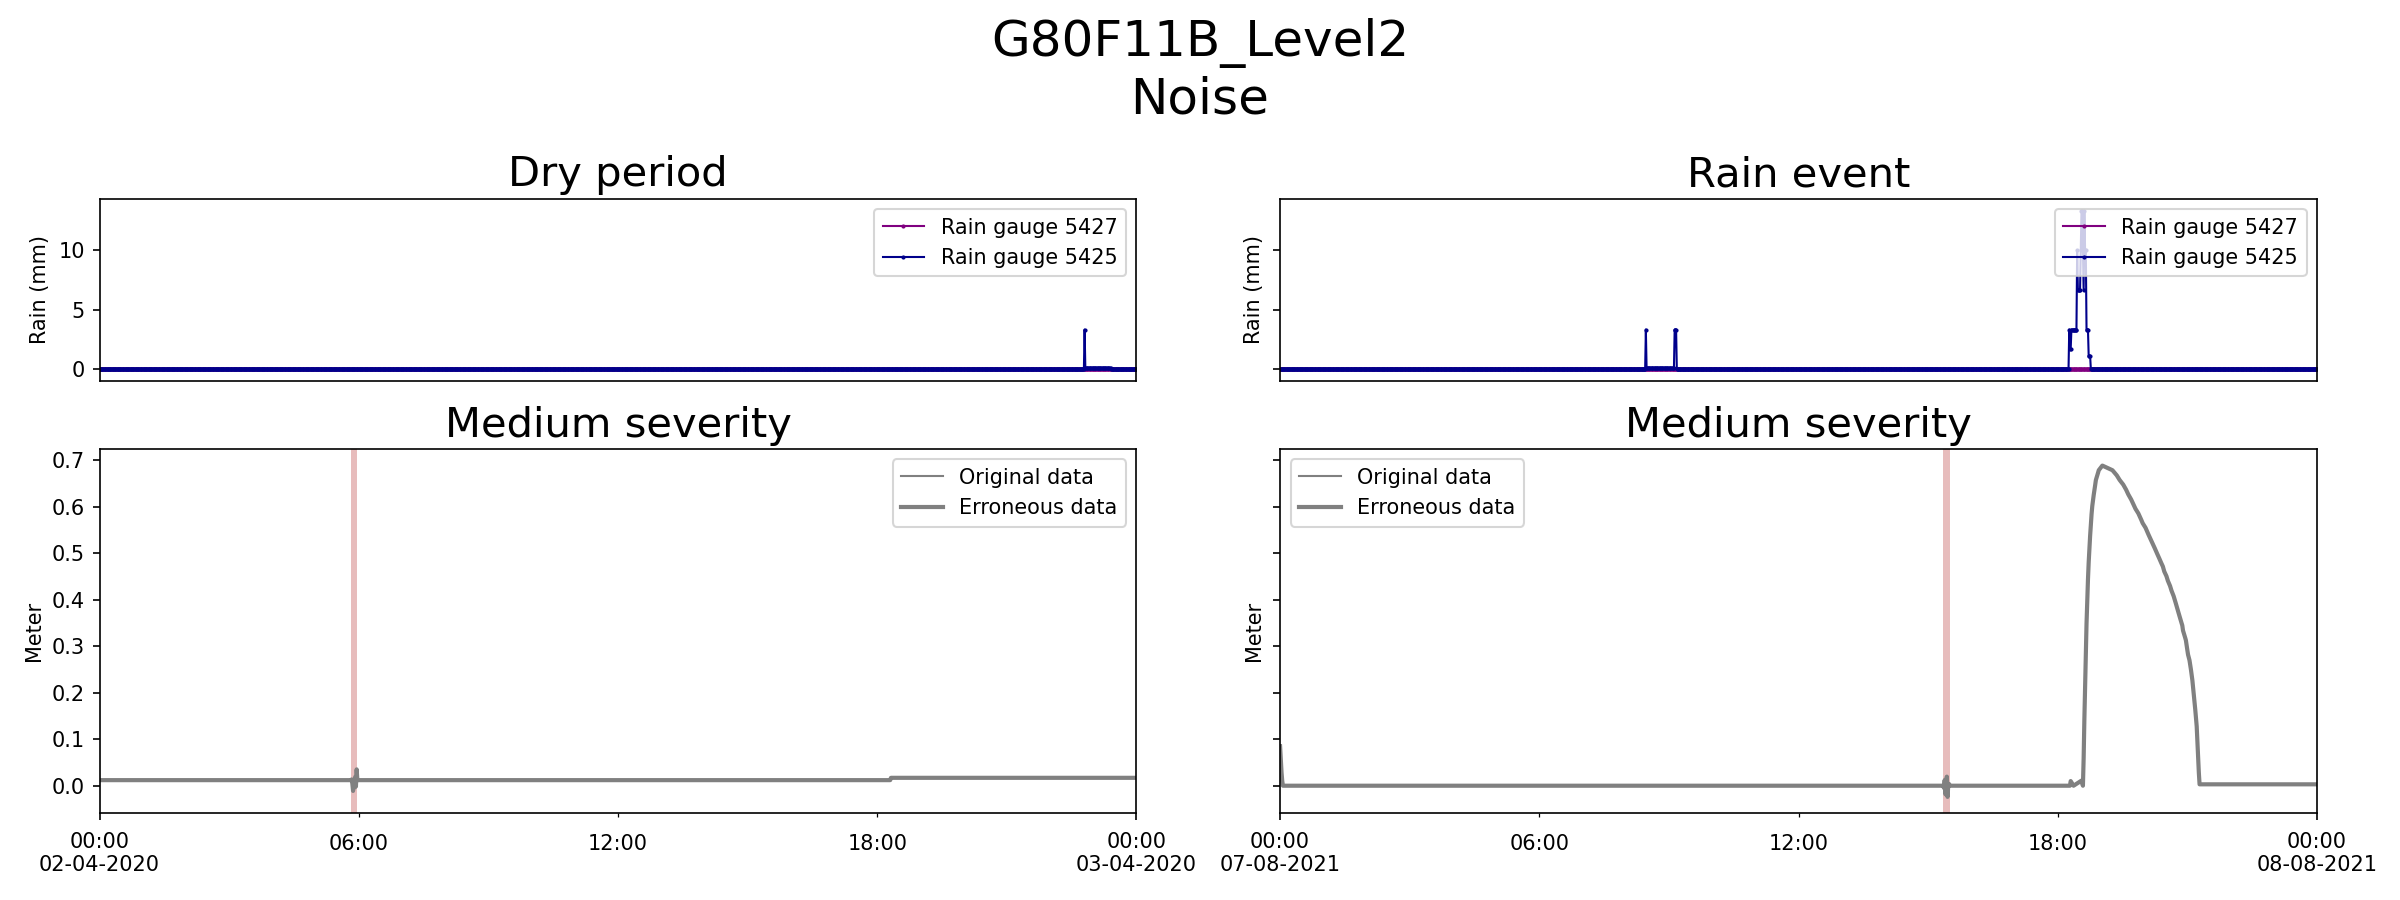 G80F11B_Level2
Noise
Dry period
Rain (mm)
10
5
0
Rain gauge 5427
Rain gauge 5425
Rain event
Rain (mm)
Rain gauge 5427
Rain gauge 5425
Medium severity
Meter
0.7
0.6
0.5
0.4
0.3
0.2
0.1
0.0
Original data
Erroneous data
00:00
02-04-2020
06:00
12:00
18:00
00:00
03-04-2020
Medium severity
Meter
Original data
Erroneous data
00:00
07-08-2021
06:00
12:00
18:00
00:00
08-08-2021